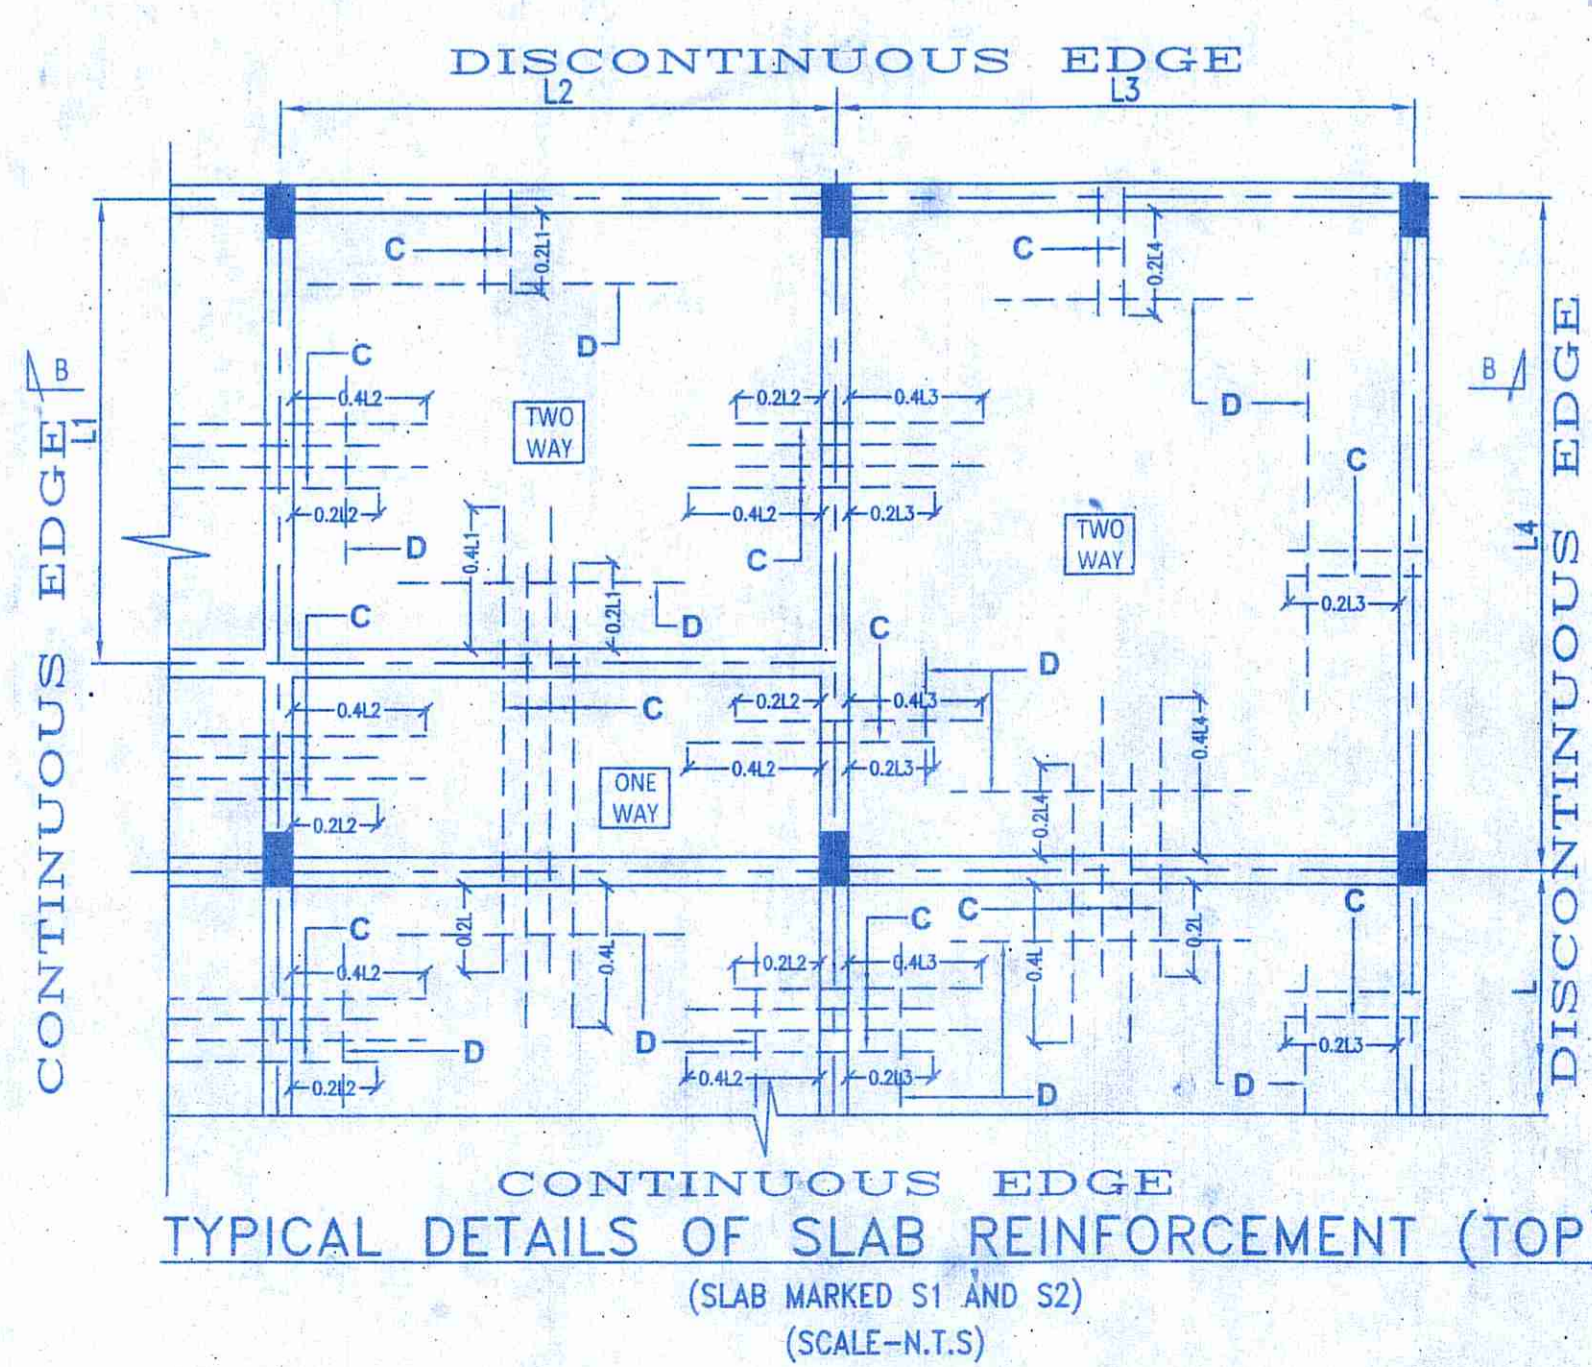 DISCONTINUOUS EDGE
L2 L3
C 0.2L1 C 0.2L4
D
B C B
0.4L2 0.2L2 0.4L3 D
L1 TWO
WAY
C
0.2L2 0.4L2 0.2L3
0.4L1 TWO
WAY L4
D C
0.2L1 0.2L3
C D C
D
0.4L2 C 0.2L2 0.4L3
0.4L4
0.4L2 0.2L3
ONE
WAY
0.2L2 0.2L4
C
C C C
0.2L 0.4L 0.4L 0.2L
0.4L2 0.2L2 0.4L3
L
D D 0.2L3
0.2L2 0.4L2 0.2L3 D D
CONTINUOUS EDGE
DISCONTINUOUS EDGE
DISCONTINUOUS EDGE
CONTINUOUS EDGE
TYPICAL DETAILS OF SLAB REINFORCEMENT (TOP
(SLAB MARKED S1 AND S2)
(SCALE-N.T.S)